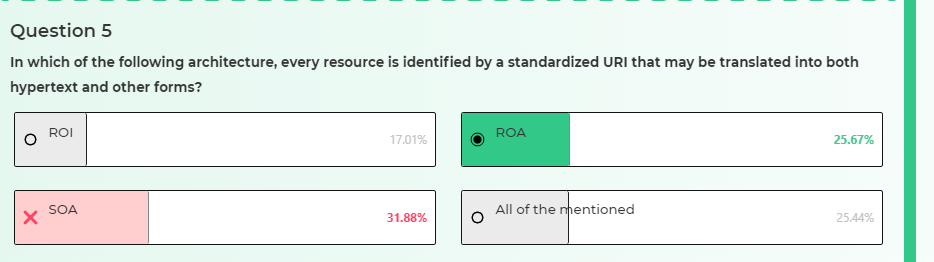 Question 5
In which of the following architecture, every resource is identified by a standardized URI that may be translated into both
hypertext and other forms?
ROI
17.01%
ROA
25.67%
SOA
31.88%
All of the mentioned
25.44%